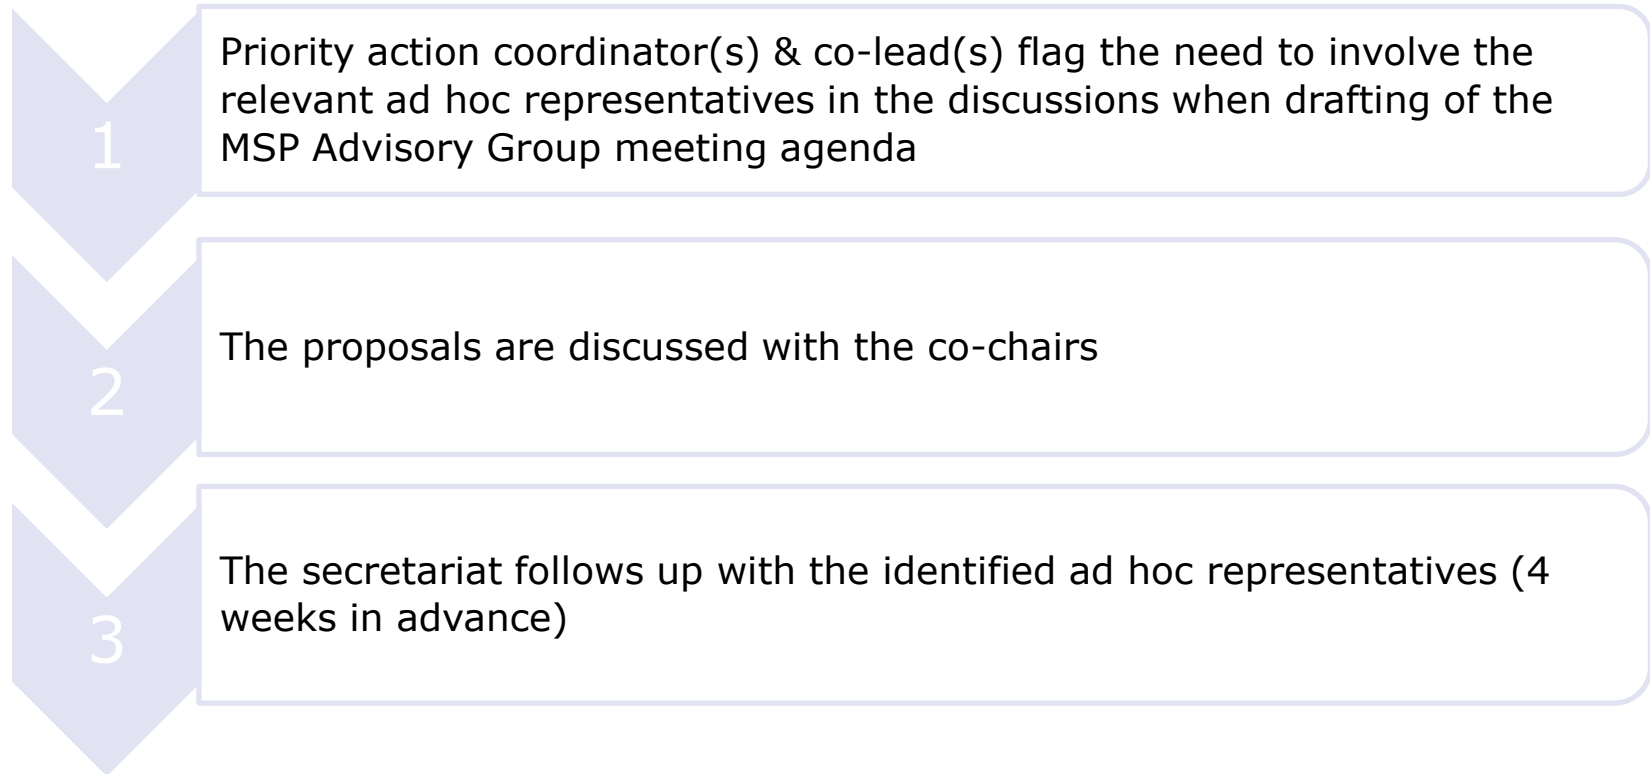 1
Priority action coordinator(s) & co-lead(s) flag the need to involve the
relevant ad hoc representatives in the discussions when drafting of the
MSP Advisory Group meeting agenda
2
The proposals are discussed with the co-chairs
3
The secretariat follows up with the identified ad hoc representatives (4
weeks in advance)